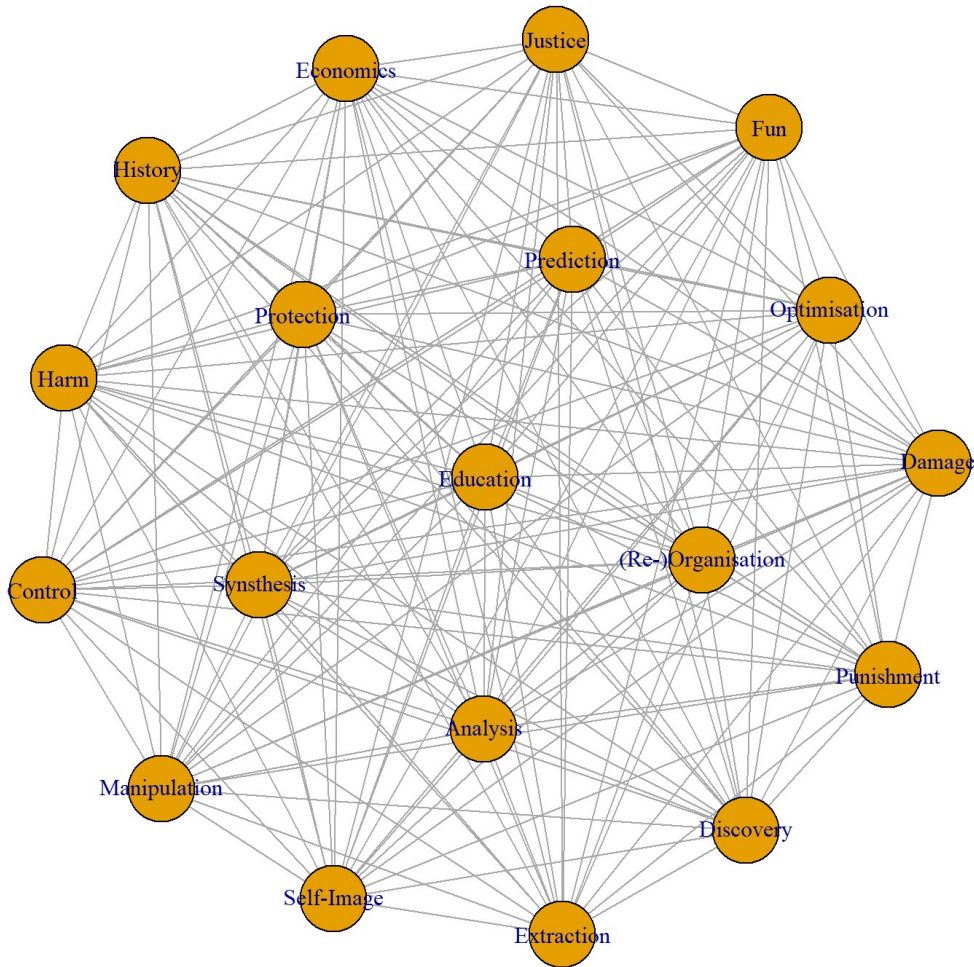 Justice
Economics
Fun
History
Prediction
Optimisation
Protection
Harm
Damage
Education
(Re-)Organisation
Synsthesis
Control
Punishment
Analysis
Manipulation
Discovery
Self-Image
Extraction